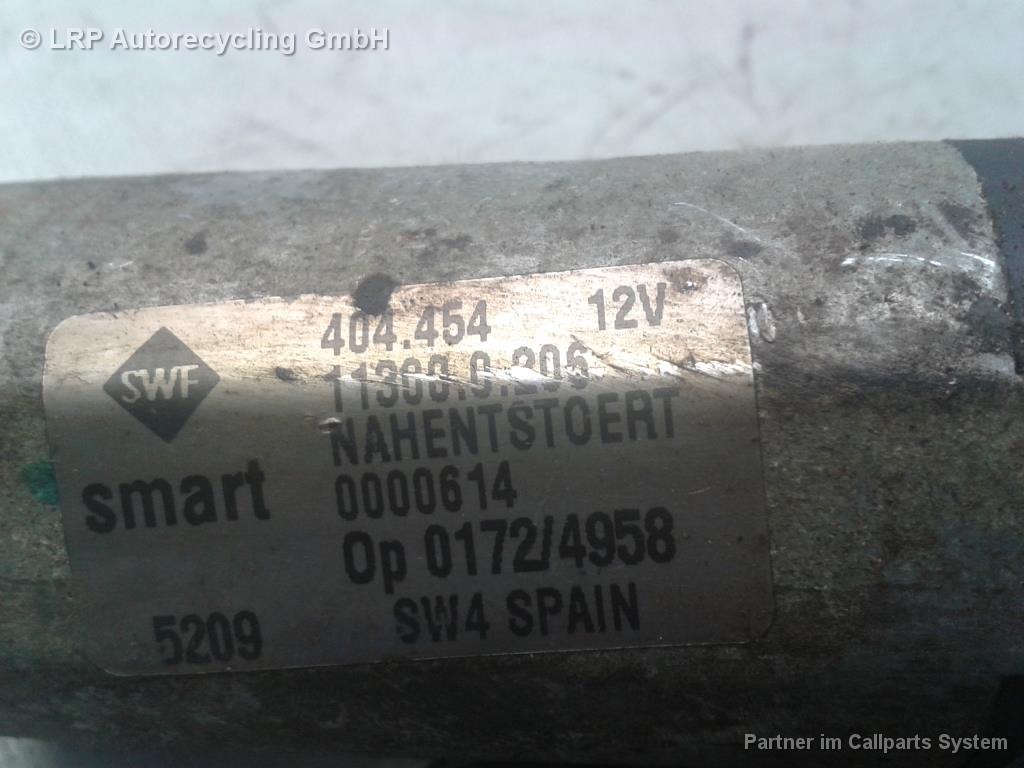 © LRP Autorecycling GmbH
404.454 12V
SWF
NAHENTSTOERT
smart
0000614
Op 0172/4958
5209 SW4 SPAIN
Partner im Callparts System